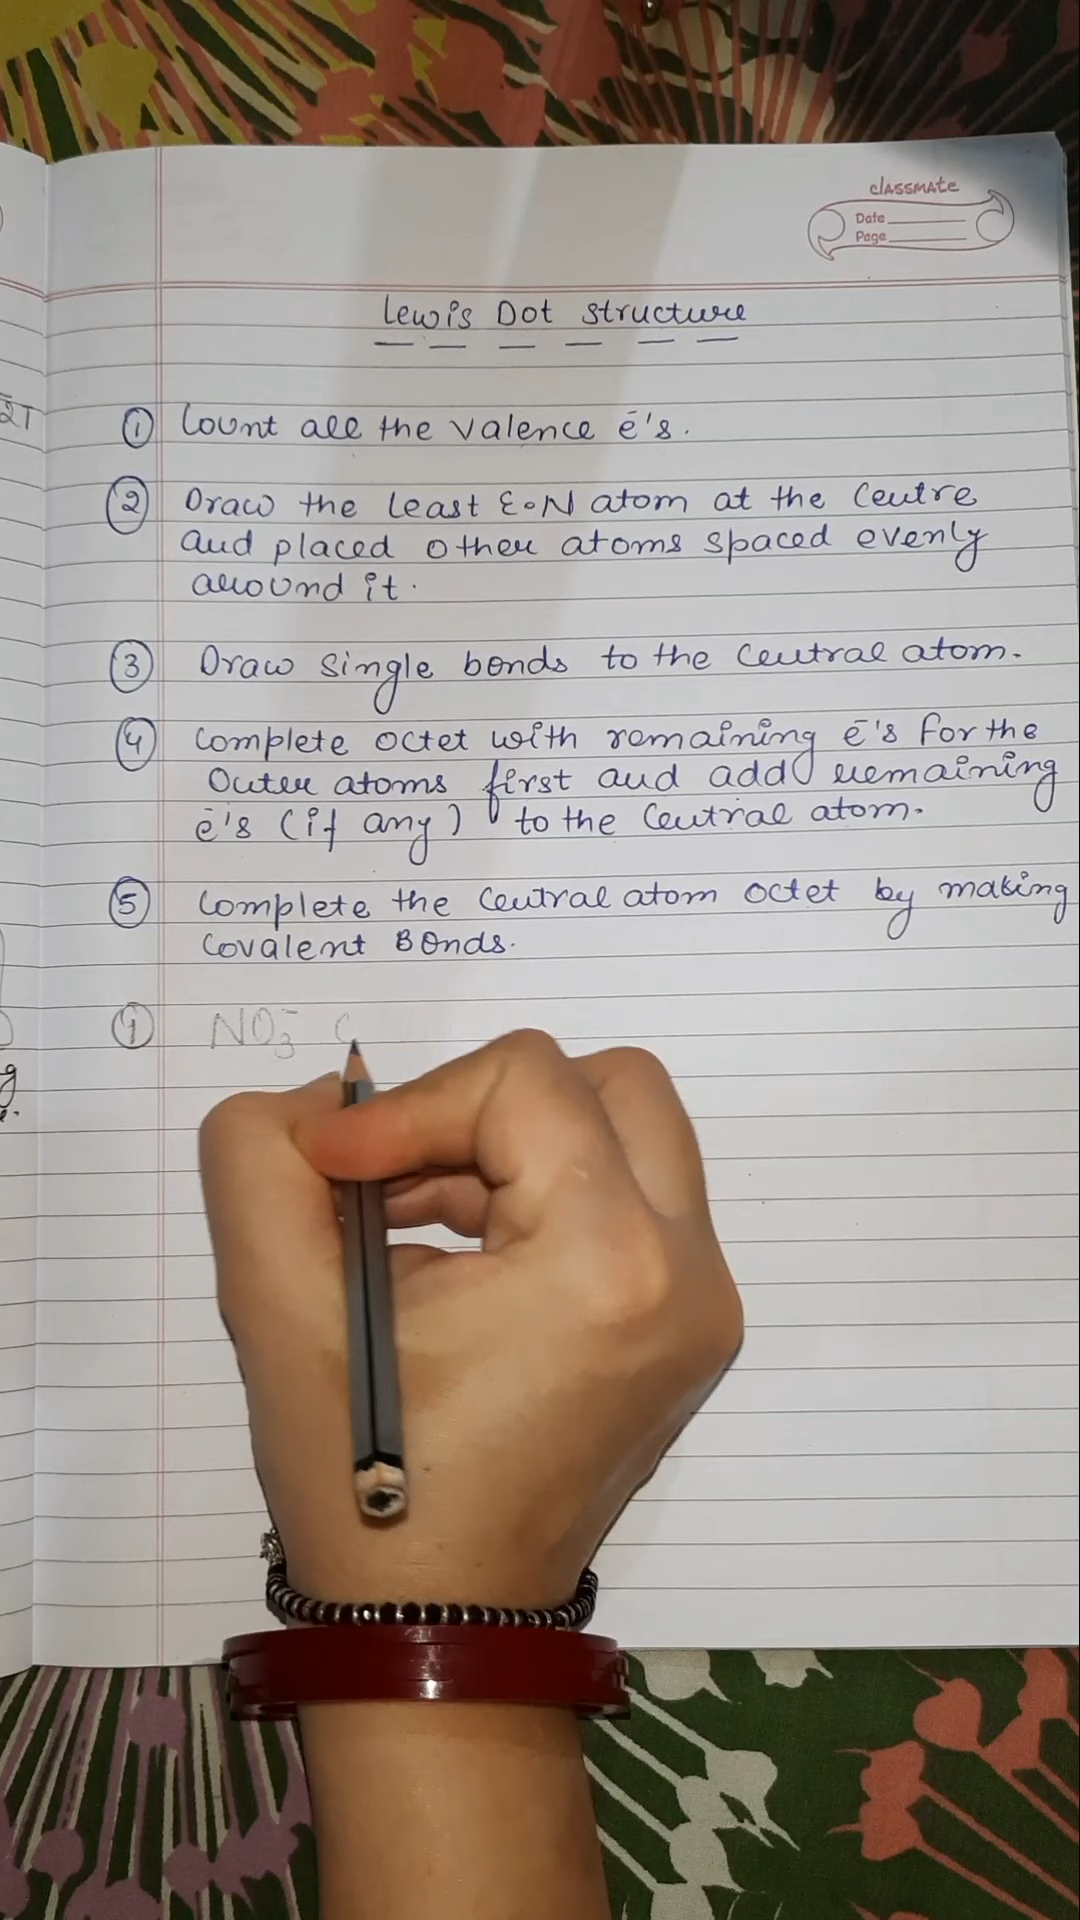 classmate
Date
Page
Lewis Dot structure
① Count all the valence ē's.
② Draw the least E.N atom at the centre
and placed other atoms spaced evenly
around it.
③ Draw single bonds to the central atom.
④ Complete octet with remaining ē's for the
Outer atoms first and add remaining
ē's (if any) to the central atom.
⑤ Complete the central atom octet by making
covalent Bonds.
① NO₃⁻ (